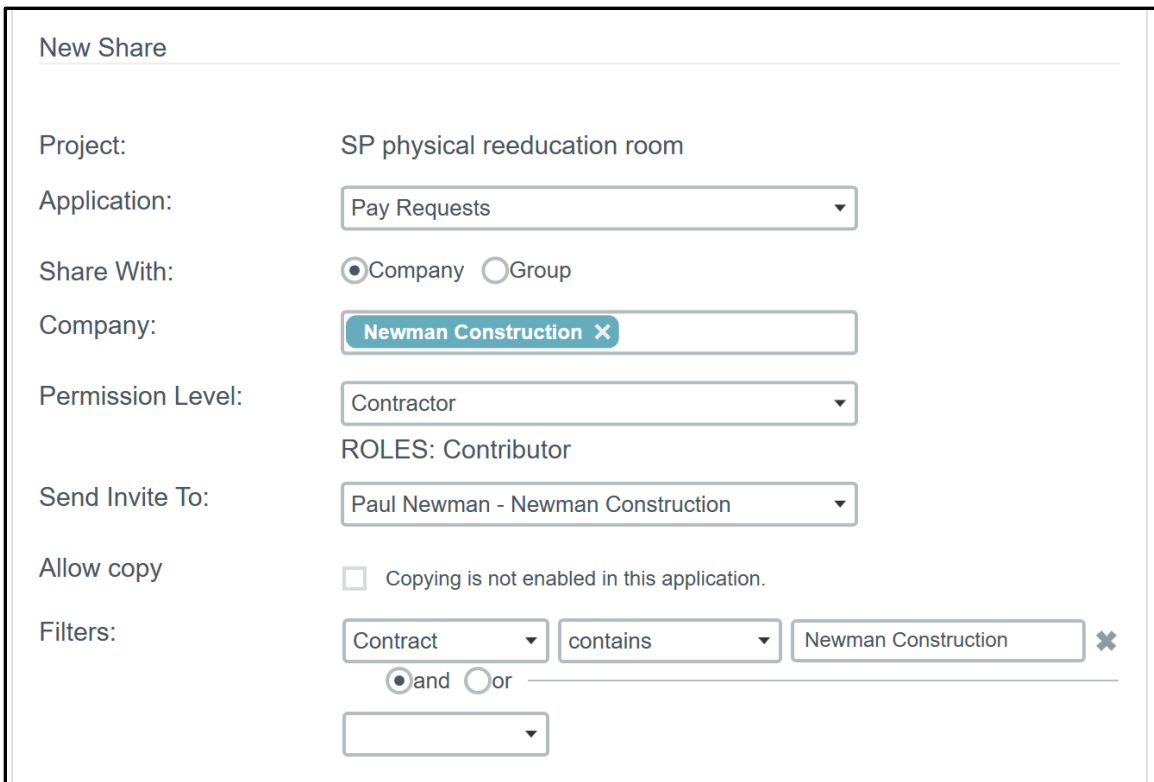 New Share
Project: SP physical reeducation room
Application: Pay Requests
Share With: Company Group
Company: Newman Construction
Permission Level: Contractor
ROLES: Contributor
Send Invite To: Paul Newman - Newman Construction
Allow copy Copying is not enabled in this application.
Filters: Contract contains Newman Construction
and or